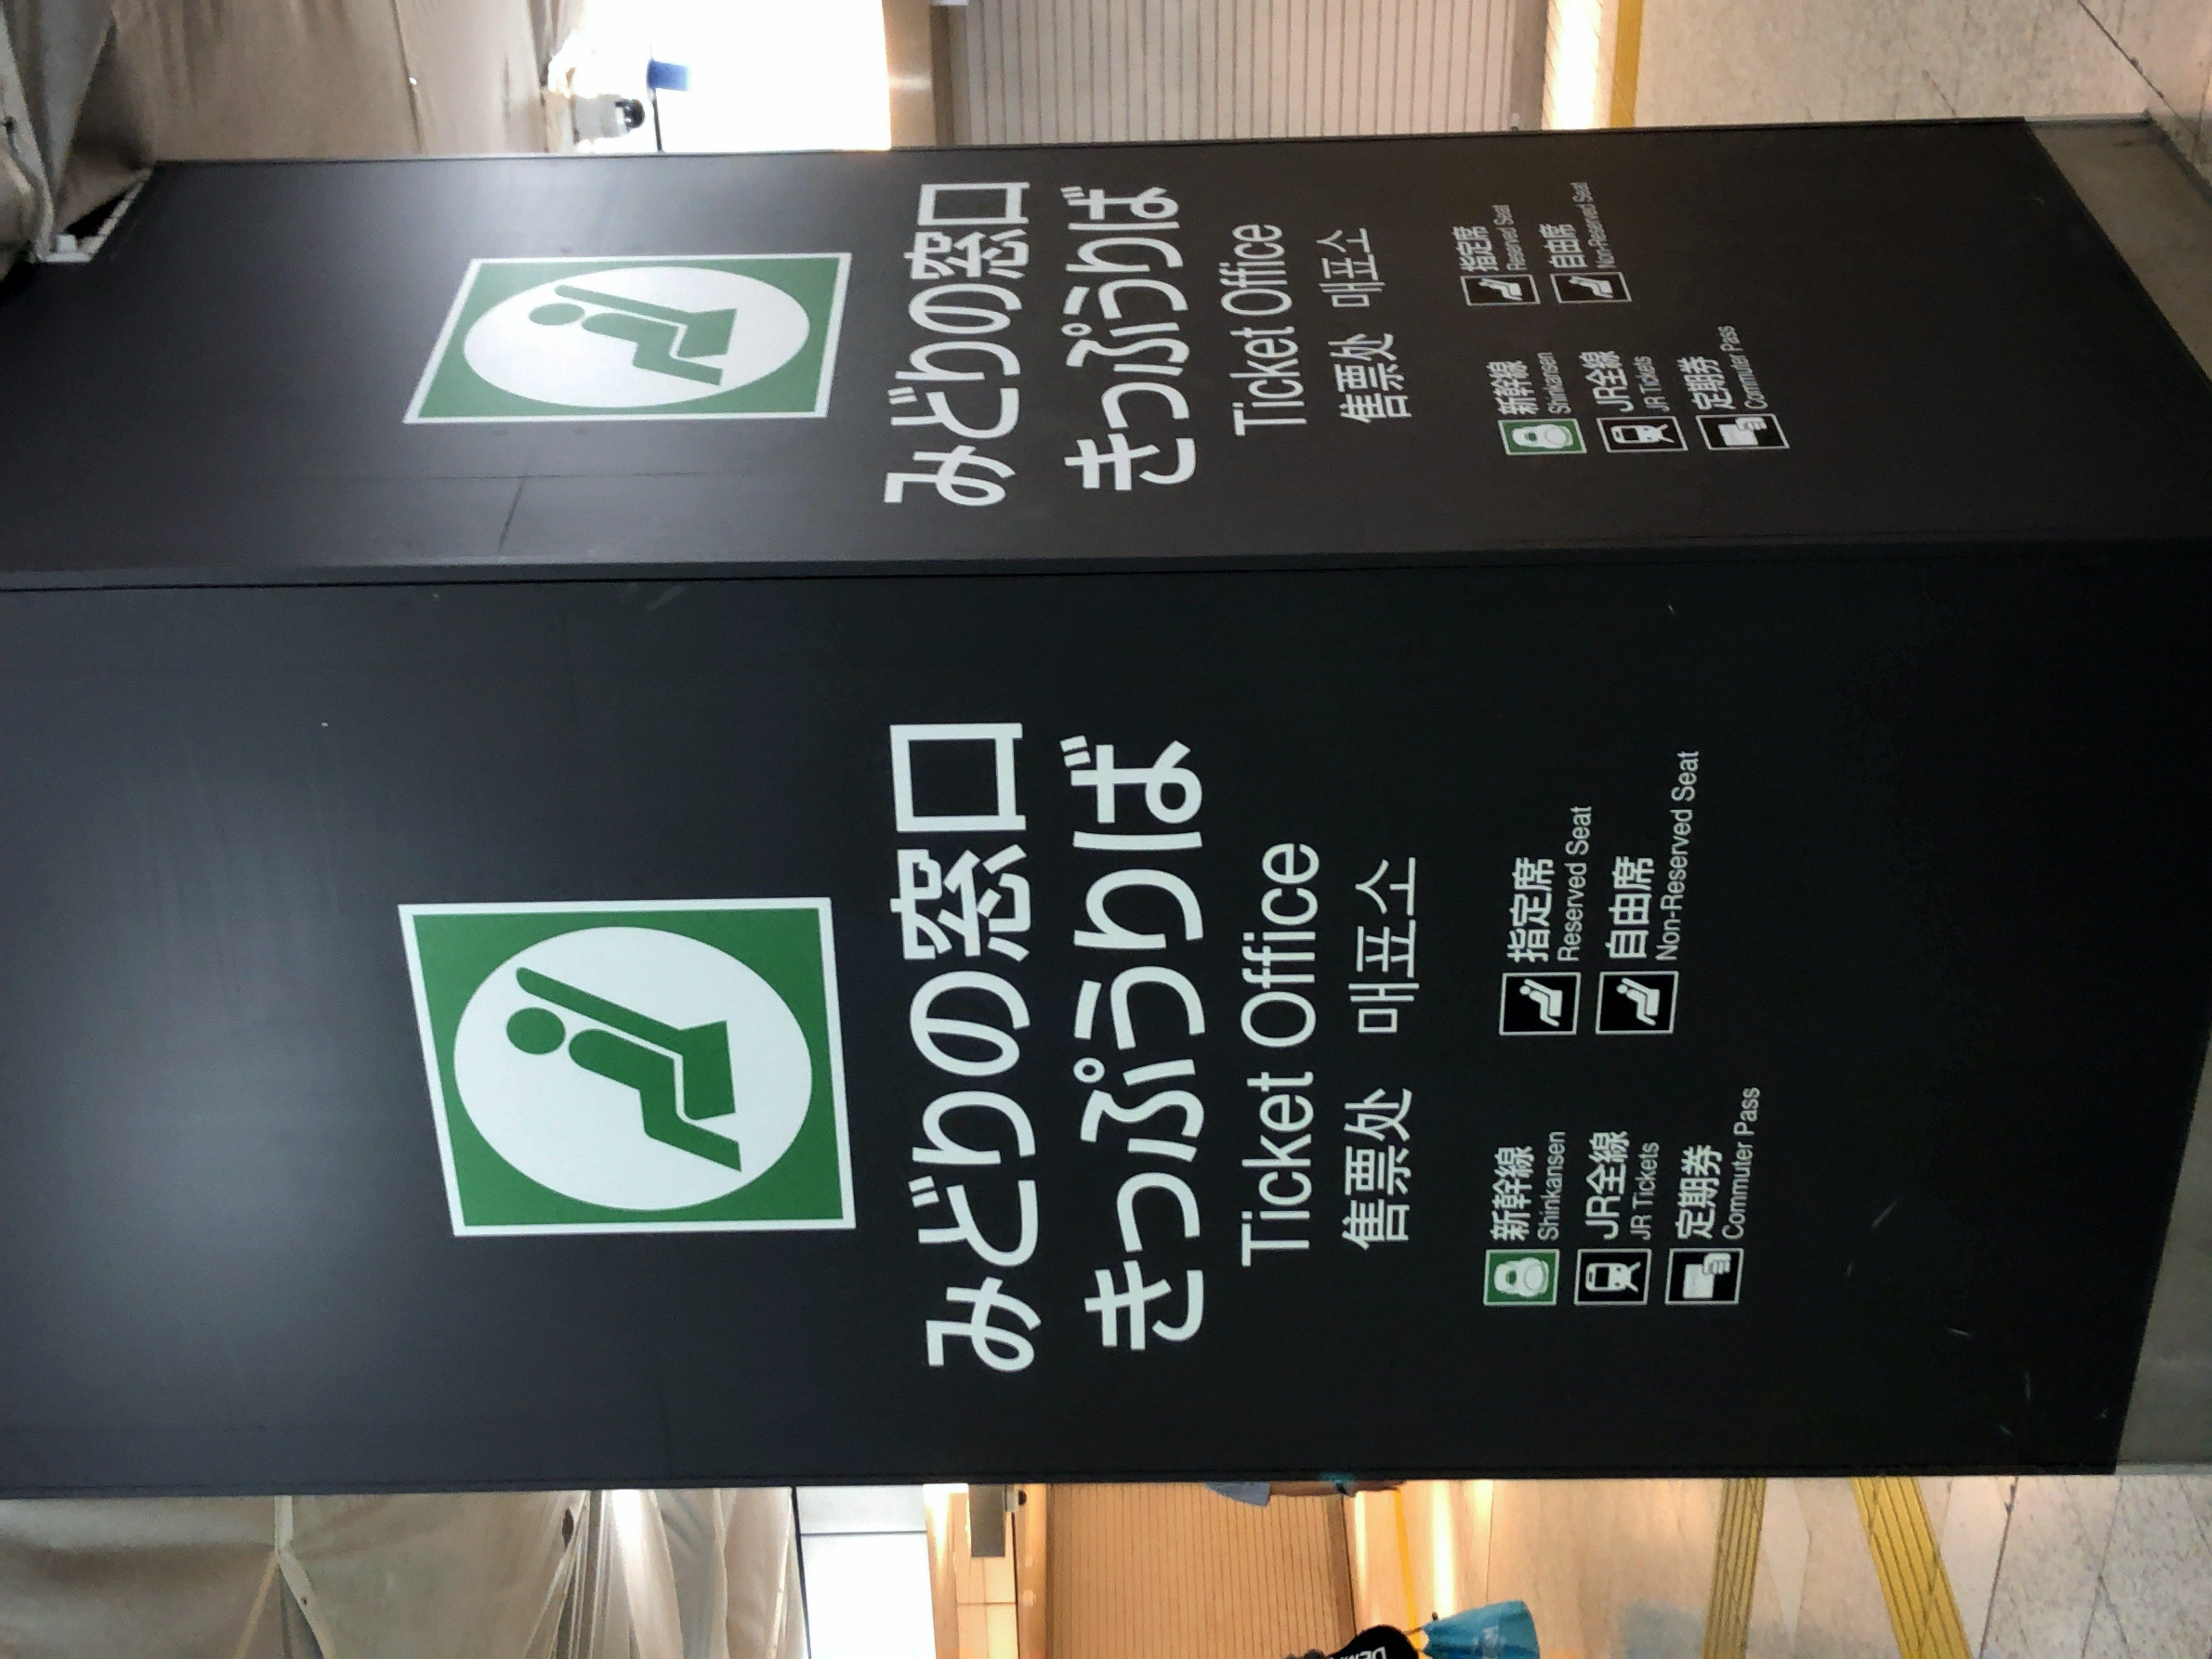 みどりの窓口
きっぷうりば
Ticket Office
售票处 매표소
新幹線
Shinkansen
JR全線
JR Tickets
定期券
Commuter Pass
指定席
Reserved Seat
自由席
Non-Reserved Seat
みどりの窓口
きっぷうりば
Ticket Office
售票处 매표소
新幹線
Shinkansen
JR全線
JR Tickets
定期券
Commuter Pass
指定席
Reserved Seat
自由席
Non-Reserved Seat